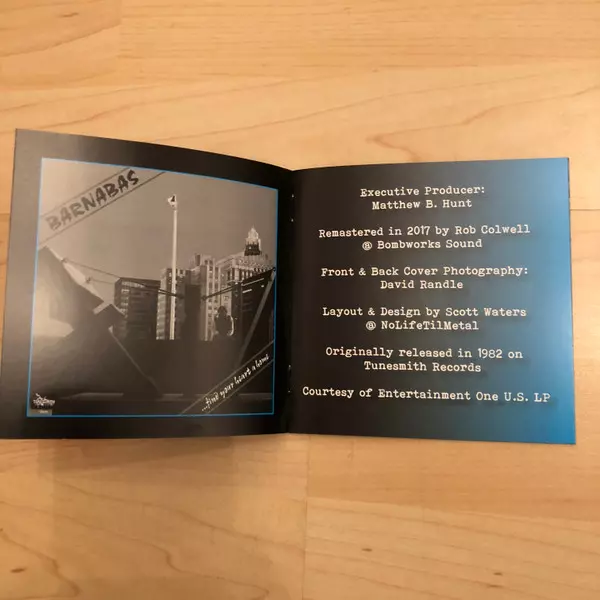 BARNABAS
...find your heart a home
Executive Producer:
Matthew B. Hunt
Remastered in 2017 by Rob Colwell
@ Bombworks Sound
Front & Back Cover Photography:
David Randle
Layout & Design by Scott Waters
@ NoLifeTilMetal
Originally released in 1982 on
Tunesmith Records
Courtesy of Entertainment One U.S. LP